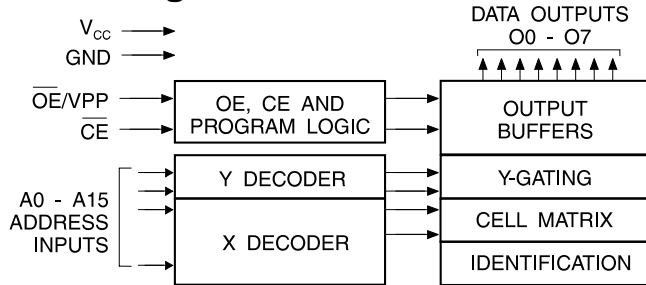 DATA OUTPUTS
O0 - O7
VCC
GND
OE/VPP
CE
OE, CE AND
PROGRAM LOGIC
OUTPUT
BUFFERS
A0 - A15
ADDRESS
INPUTS
Y DECODER
X DECODER
Y-GATING
CELL MATRIX
IDENTIFICATION